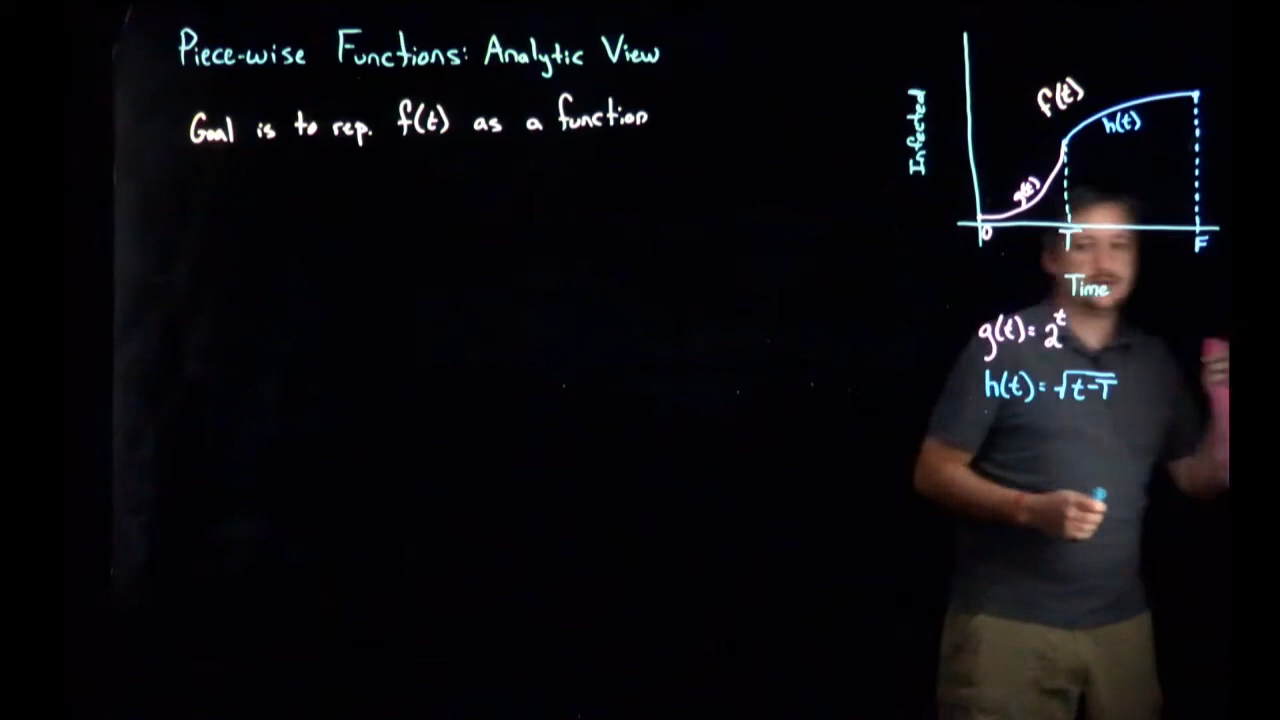 Piece-wise Functions: Analytic View
Goal is to rep. f(t) as a function
Infected
f(t)
h(t)
g(t)
0
T
F
Time
g(t) = 2^t
h(t) = √t-T